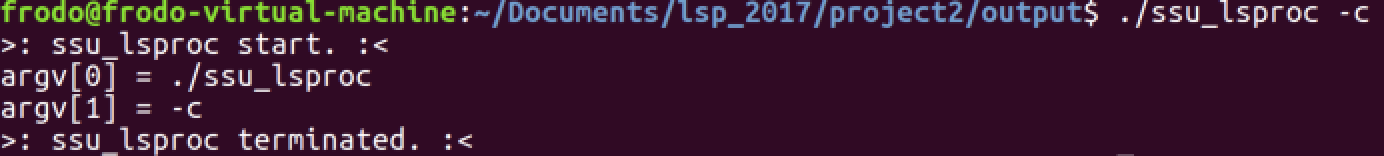 frodo@frodo-virtual-machine:~/Documents/lsp_2017/project2/output$ ./ssu_lsproc -c
>: ssu_lsproc start. :<
argv[0] = ./ssu_lsproc
argv[1] = -c
>: ssu_lsproc terminated. :<